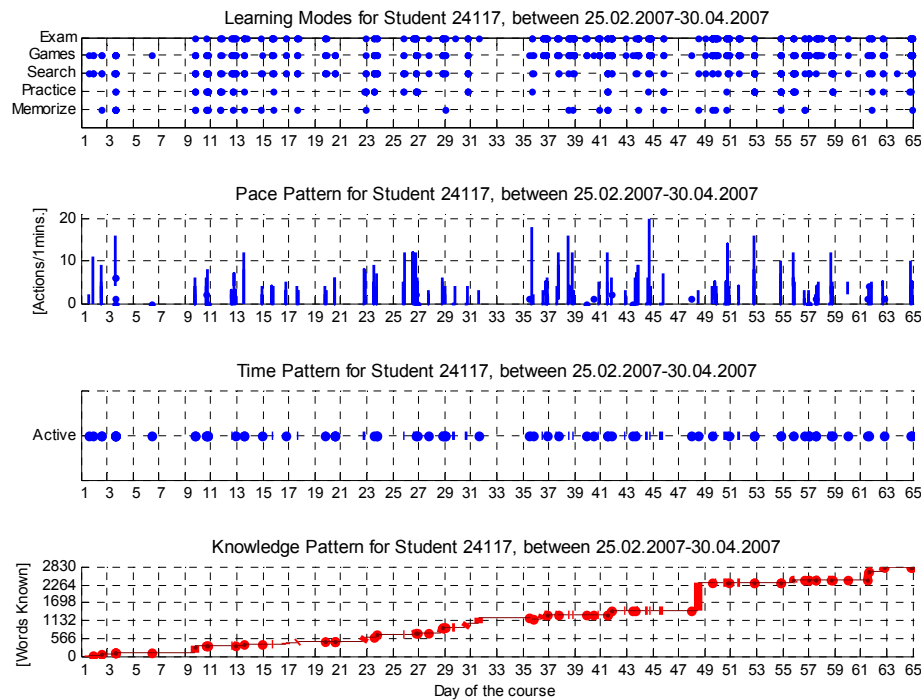 Learning Modes for Student 24117, between 25.02.2007-30.04.2007
Exam
Games
Search
Practice
Memorize
1 3 5 7 9 11 13 15 17 19 21 23 25 27 29 31 33 35 37 39 41 43 45 47 49 51 53 55 57 59 61 63 65
Pace Pattern for Student 24117, between 25.02.2007-30.04.2007
[Actions/1mins.]
20
10
0
1 3 5 7 9 11 13 15 17 19 21 23 25 27 29 31 33 35 37 39 41 43 45 47 49 51 53 55 57 59 61 63 65
Time Pattern for Student 24117, between 25.02.2007-30.04.2007
Active
1 3 5 7 9 11 13 15 17 19 21 23 25 27 29 31 33 35 37 39 41 43 45 47 49 51 53 55 57 59 61 63 65
Knowledge Pattern for Student 24117, between 25.02.2007-30.04.2007
[Words Known]
2830
2264
1698
1132
566
0
1 3 5 7 9 11 13 15 17 19 21 23 25 27 29 31 33 35 37 39 41 43 45 47 49 51 53 55 57 59 61 63 65
Day of the course